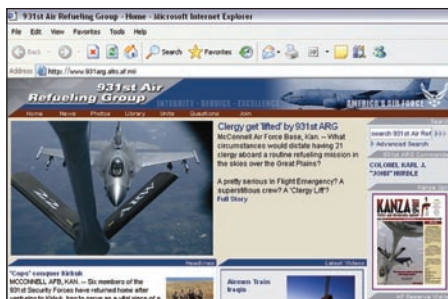 931st Air Refueling Group - Home - Microsoft Internet Explorer
File Edit View Favorites Tools Help
Back Search Favorites
Address http://www.931arg.afrc.af.mil
931st Air
Refueling Group
INTEGRITY - SERVICE - EXCELLENCE
AMERICA'S AIR FORCE
Home News Photos Library Units Questions Join
Clergy get 'lifted' by 931st ARG
McConnell Air Force Base, Kan. -- What
circumstances would dictate having 21
clergy aboard a routine refueling mission in
the skies over the Great Plains?
A pretty serious In Flight Emergency? A
superstitious crew? A 'Clergy Lift'?
Full Story
Search
search 931st Air Ref
Advanced Search
COLONEL KARL J.
MURDLE
KANZA
22 ARW
Headlines
Latest Videos
'Cops' conquer Kirkuk
MCCONNELL AFB, KAN. -- Six members of the
931st Security Forces have returned home after
Airmen Train
Iraqis